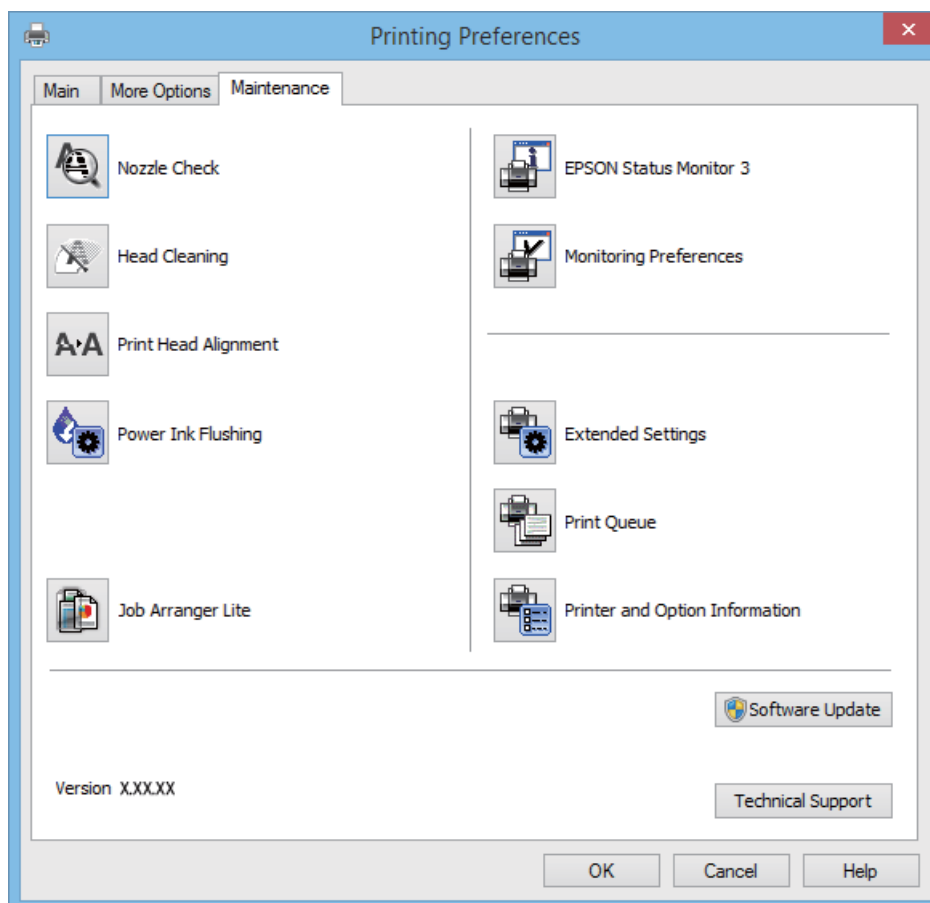 Printing Preferences
Main
More Options
Maintenance
Nozzle Check
Head Cleaning
Print Head Alignment
Power Ink Flushing
Job Arranger Lite
EPSON Status Monitor 3
Monitoring Preferences
Extended Settings
Print Queue
Printer and Option Information
Software Update
Version X.XX.XX
Technical Support
OK
Cancel
Help